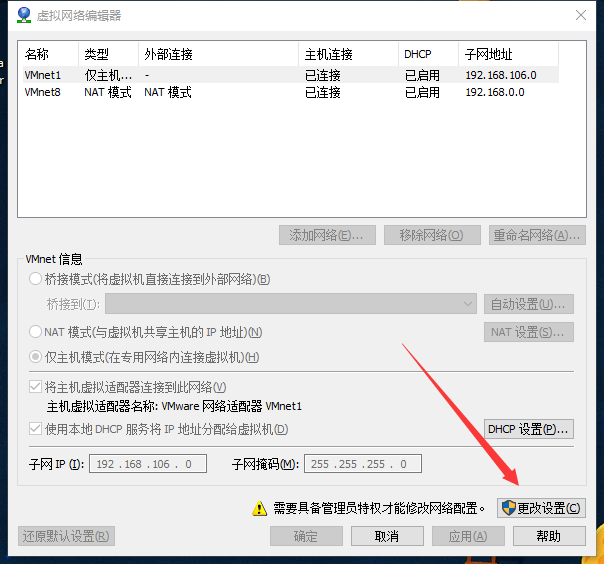 虚拟网络编辑器
名称 类型 外部连接 主机连接 DHCP 子网地址
VMnet1 仅主机... - 已连接 已启用 192.168.106.0
VMnet8 NAT 模式 NAT 模式 已连接 已启用 192.168.0.0
添加网络(E)... 移除网络(O) 重命名网络(A)...
VMnet 信息
桥接模式(将虚拟机直接连接到外部网络)(B)
桥接到(I): 自动设置(U)...
NAT 模式(与虚拟机共享主机的 IP 地址)(N) NAT 设置(S)...
仅主机模式(在专用网络内连接虚拟机)(H)
将主机虚拟适配器连接到此网络(V)
主机虚拟适配器名称: VMware 网络适配器 VMnet1
使用本地 DHCP 服务将 IP 地址分配给虚拟机(D) DHCP 设置(P)...
子网 IP (I): 192 . 168 . 106 . 0 子网掩码(M): 255 . 255 . 255 . 0
需要具备管理员特权才能修改网络配置。 更改设置(C)
还原默认设置(R) 确定 取消 应用(A) 帮助